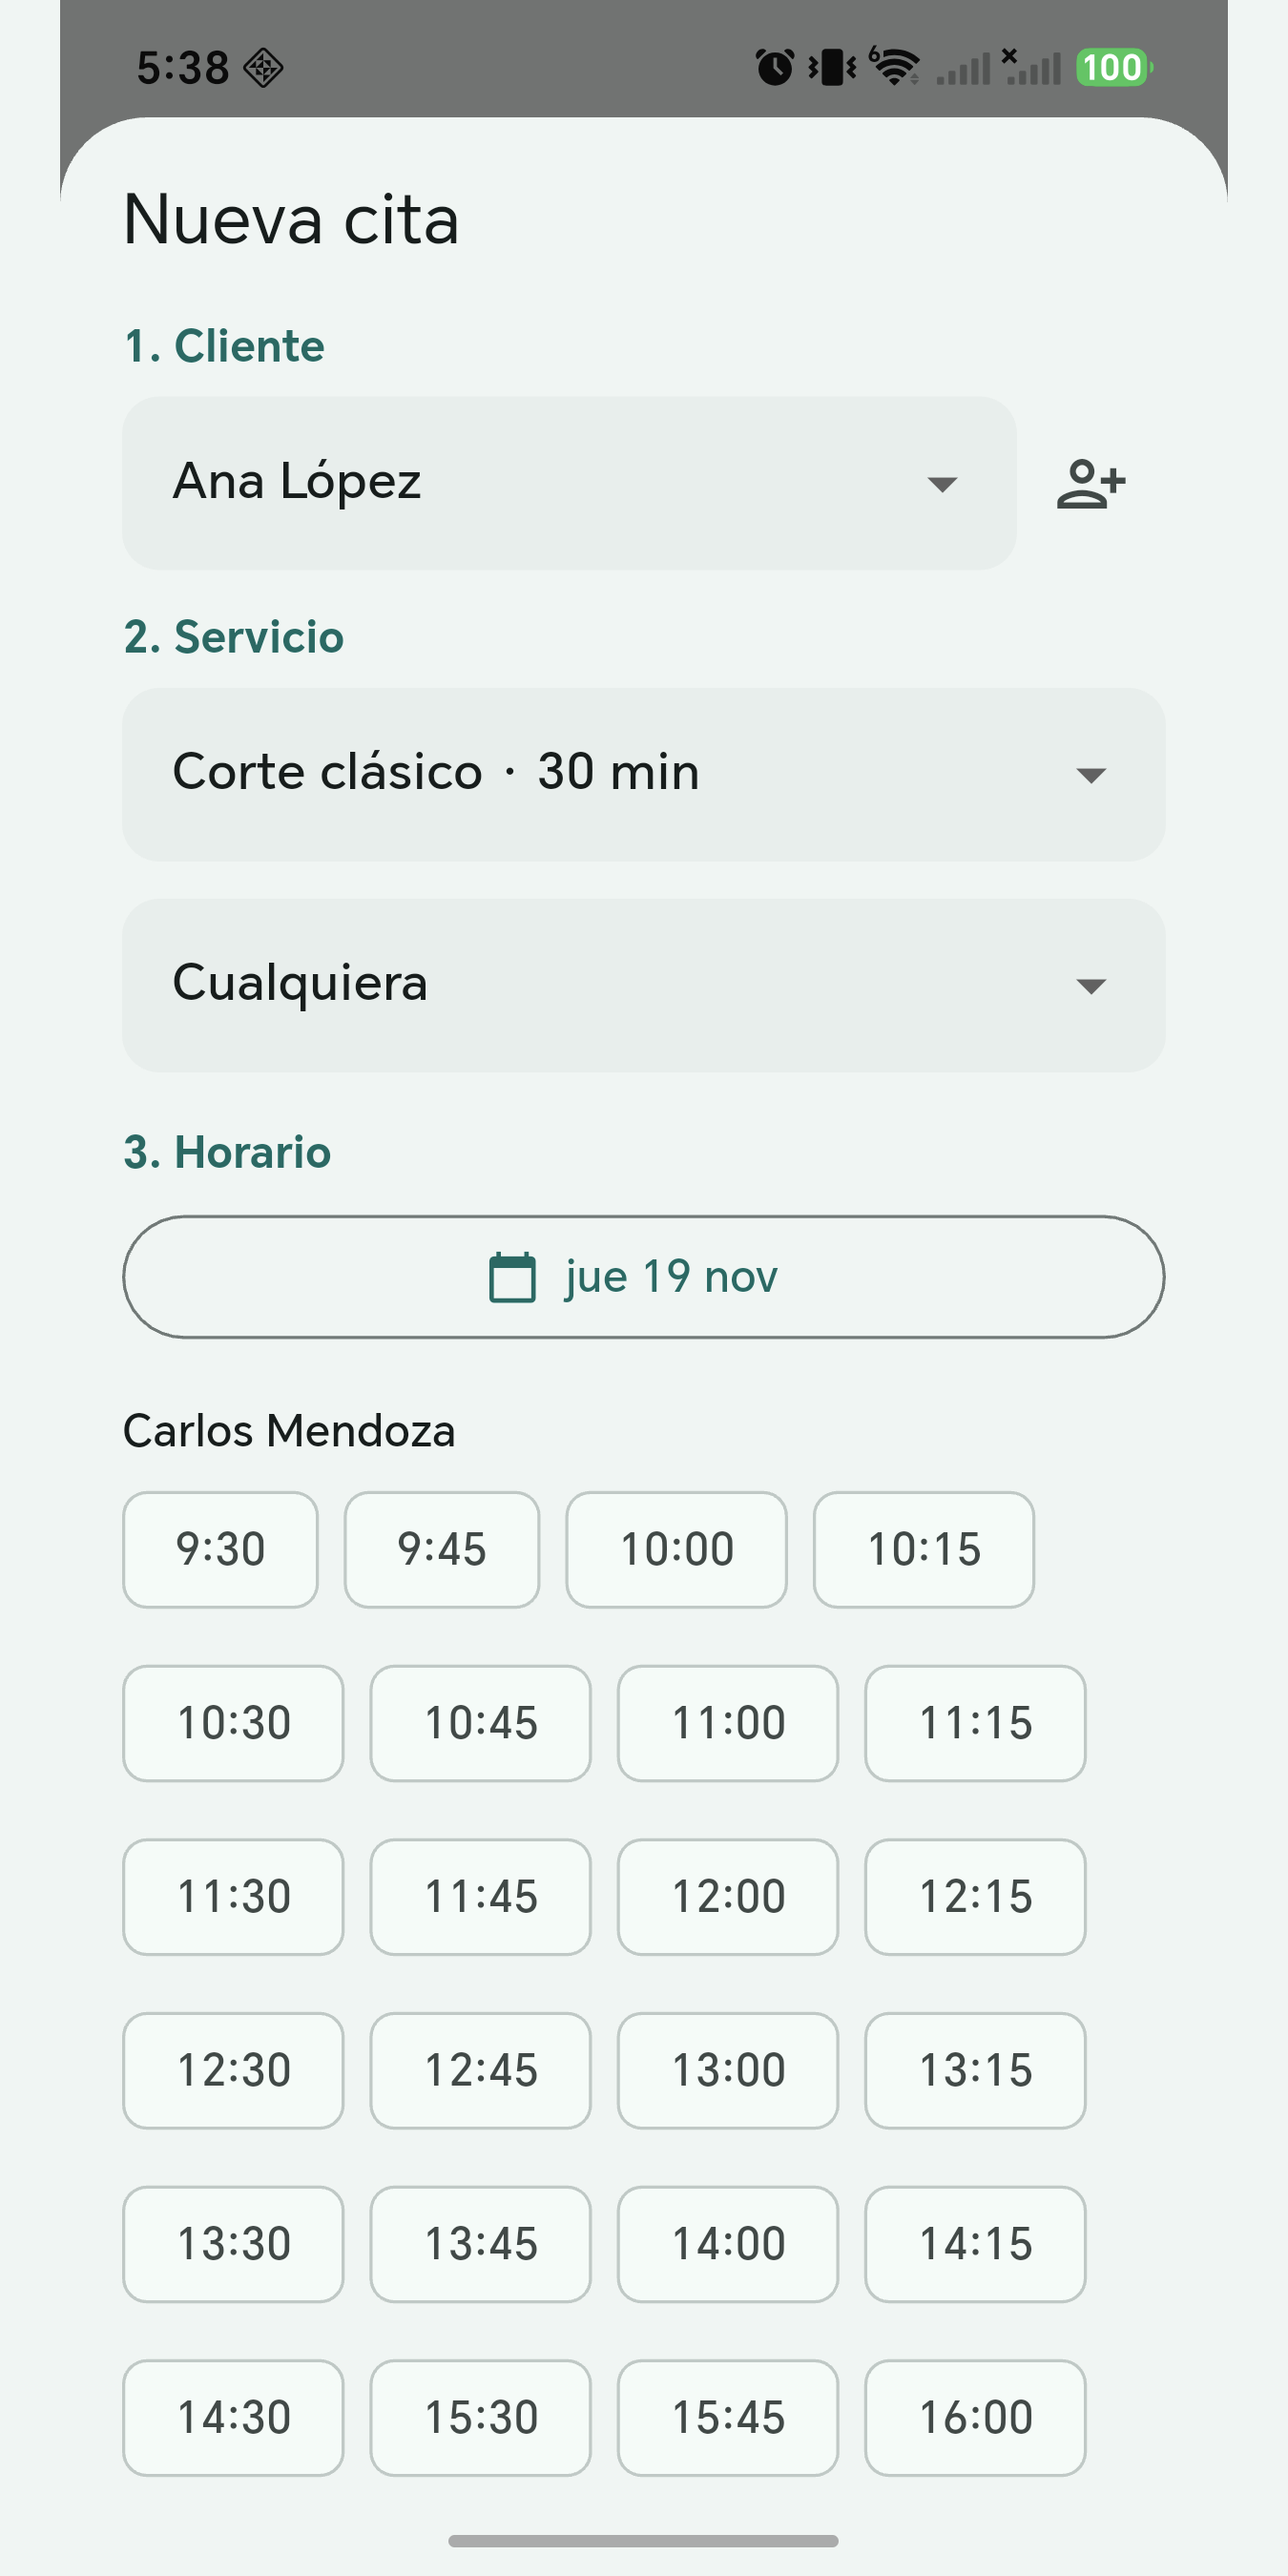 5:38 100
Nueva cita
1. Cliente
Ana López
2. Servicio
Corte clásico · 30 min
Cualquiera
3. Horario
jue 19 nov
Carlos Mendoza
9:30 9:45 10:00 10:15
10:30 10:45 11:00 11:15
11:30 11:45 12:00 12:15
12:30 12:45 13:00 13:15
13:30 13:45 14:00 14:15
14:30 15:30 15:45 16:00